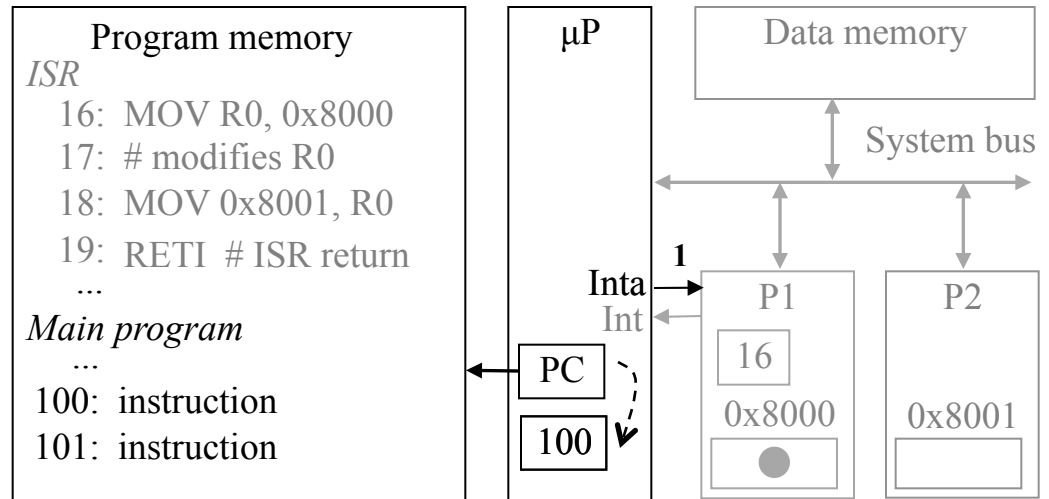 Program memory
ISR
16: MOV R0, 0x8000
17: # modifies R0
18: MOV 0x8001, R0
19: RETI # ISR return
...
Main program
...
100: instruction
101: instruction
μP
Inta
Int
PC
100
1
Data memory
System bus
P1
16
0x8000
P2
0x8001